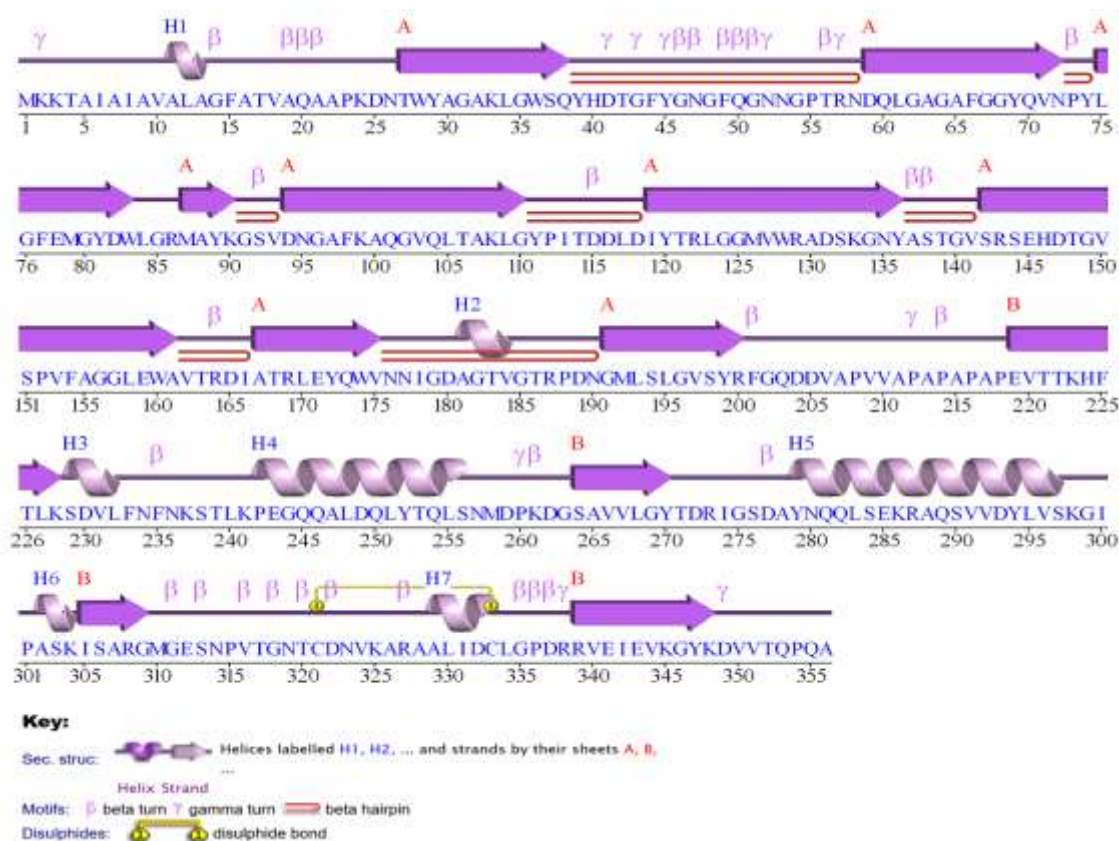 H1 A A A
γ β βββ γ γ γββ βββγ βγ β
MKKTAIAIAVALAGFATVAQAAPKDNTWYAGAKLGWSQYHDTGFYGNGFQGNNGPTRNDQLGAGAFGGYQVNPYL
1 5 10 15 20 25 30 35 40 45 50 55 60 65 70 75
A A A A
β β ββ
GFEMGYDWLGRMAYKGSVDNGAFKAQGVQLTAKLGYPITDDLDIYTRLGGMVWRADSKGNYASTGVSRSEHDTGV
76 80 85 90 95 100 105 110 115 120 125 130 135 140 145 150
A H2 A B
β β γ β
SPVFAGGLEWAVTRDIATRLEYQWVNNIGDAGTVGTRPDNGMLSLGVSYRFGQDDVAPVVAPAPAPAPEVTTKHF
151 155 160 165 170 175 180 185 190 195 200 205 210 215 220 225
H3 β H4 γβ B β H5
TLKSDVLFNFNKSTLKPEGQQALDQLYTQLSNMDPKDGSAVVLGYTDRIGSDAYNQQLSEKRAQSVVDYLVSKGI
226 230 235 240 245 250 255 260 265 270 275 280 285 290 295 300
H6 B H7 B
β β β β β β β βββγ γ
PASKISARGMGESNPVTGNTCDNVKARAALIDCLGPDRRVEIEVKGYKDVVTQPQA
301 305 310 315 320 325 330 335 340 345 350 355
Key:
Sec. struc: Helices labelled H1, H2, ... and strands by their sheets A, B,
...
Helix Strand
Motifs: β beta turn γ gamma turn beta hairpin
Disulphides: 1 1 disulphide bond